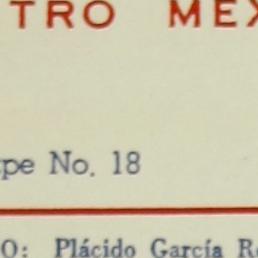 TRO MEX
pe No. 18
O: Plácido García R